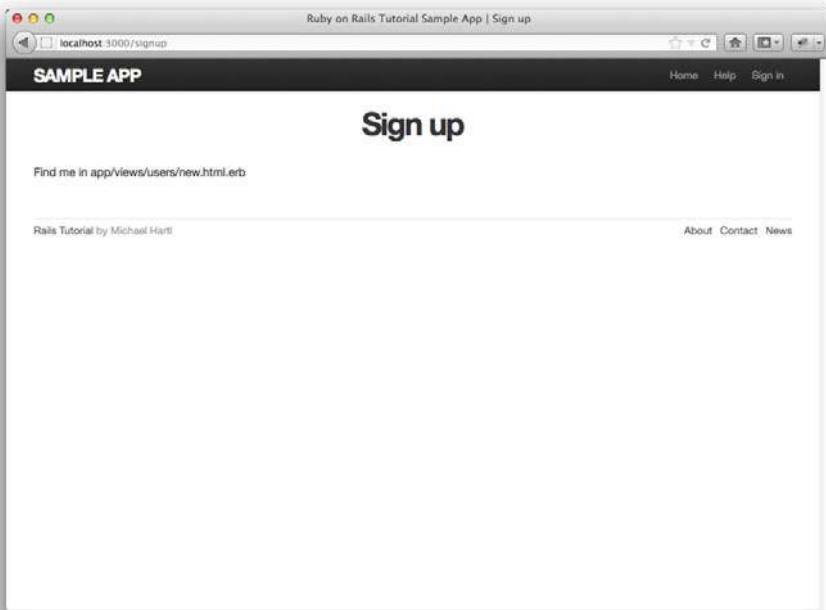 Ruby on Rails Tutorial Sample App | Sign up
localhost:3000/signup
SAMPLE APP
Home Help Sign in
Sign up
Find me in app/views/users/new.html.erb
Rails Tutorial by Michael Hartl
About Contact News